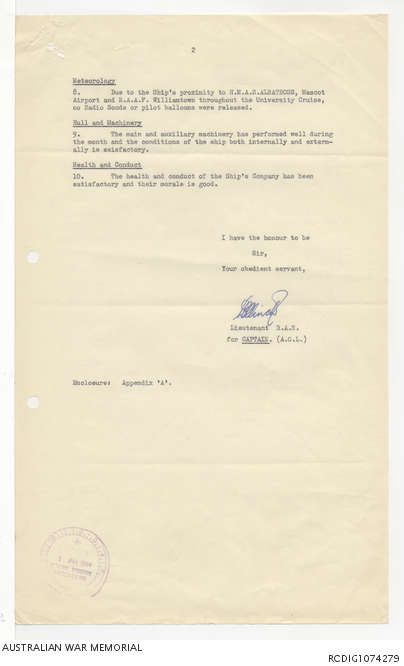 2
Meteorology
8. Due to the Ship's proximity to H.M.A.S.ALBATROSS, Mascot
Airport and R.A.A.F. Williamtown throughout the University Cruise,
no Radio Sonds or pilot balloons were released.
Hull and Machinery
9. The main and auxiliary machinery has performed well during
the month and the conditions of the ship both internally and extern-
ally is satisfactory.
Health and Conduct
10. The health and conduct of the Ship's Company has been
satisfactory and their morale is good.
I have the honour to be
Sir,
Your obedient servant,
Lieutenant R.A.N.
for CAPTAIN. (A.O.L.)
Enclosure: Appendix 'A'.
AUSTRALIAN WAR MEMORIAL
RCDIG1074279